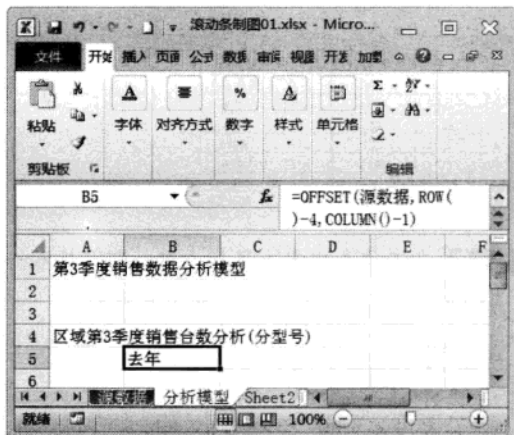 滚动条制图01.xlsx - Micro...
文件 开始 插入 页面 公式 数据 审阅 视图 开发 加载
粘贴 字体 对齐方式 数字 样式 单元格
剪贴板 编辑
B5 fx =OFFSET(源数据,ROW(
)-4,COLUMN()-1)
A B C D E F
1 第3季度销售数据分析模型
2
3
4 区域第3季度销售台数分析(分型号)
5 去年
6
源数据 分析模型 Sheet2
就绪 100%